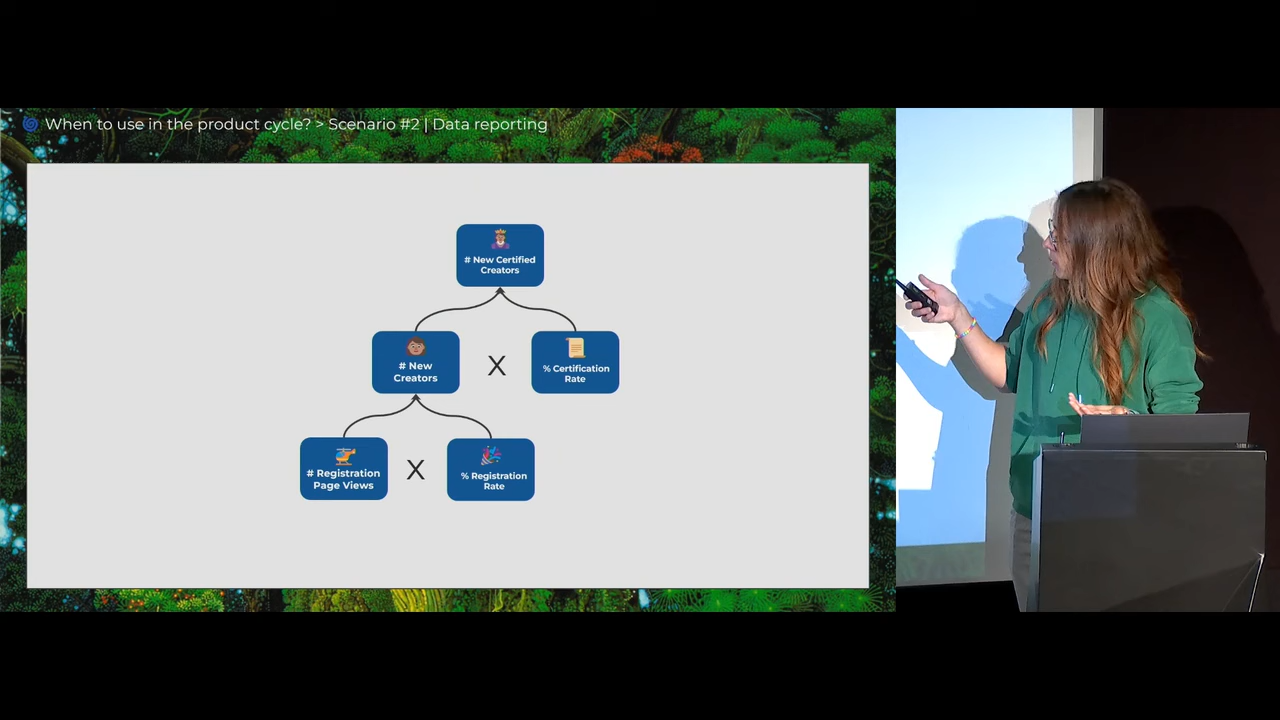 When to use in the product cycle? > Scenario #2 | Data reporting
# New Certified
Creators
# New
Creators
X
% Certification
Rate
# Registration
Page Views
X
% Registration
Rate